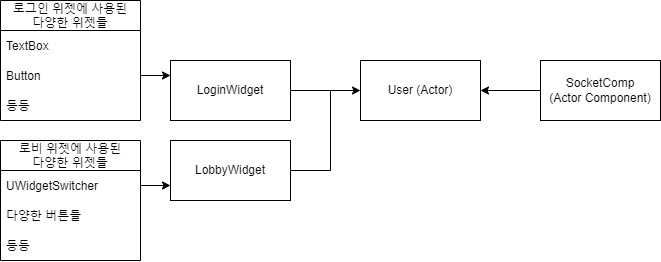 로그인 위젯에 사용된
다양한 위젯들
TextBox
Button
등등
LoginWidget
User (Actor)
SocketComp
(Actor Component)
로비 위젯에 사용된
다양한 위젯들
UWidgetSwitcher
다양한 버튼들
등등
LobbyWidget